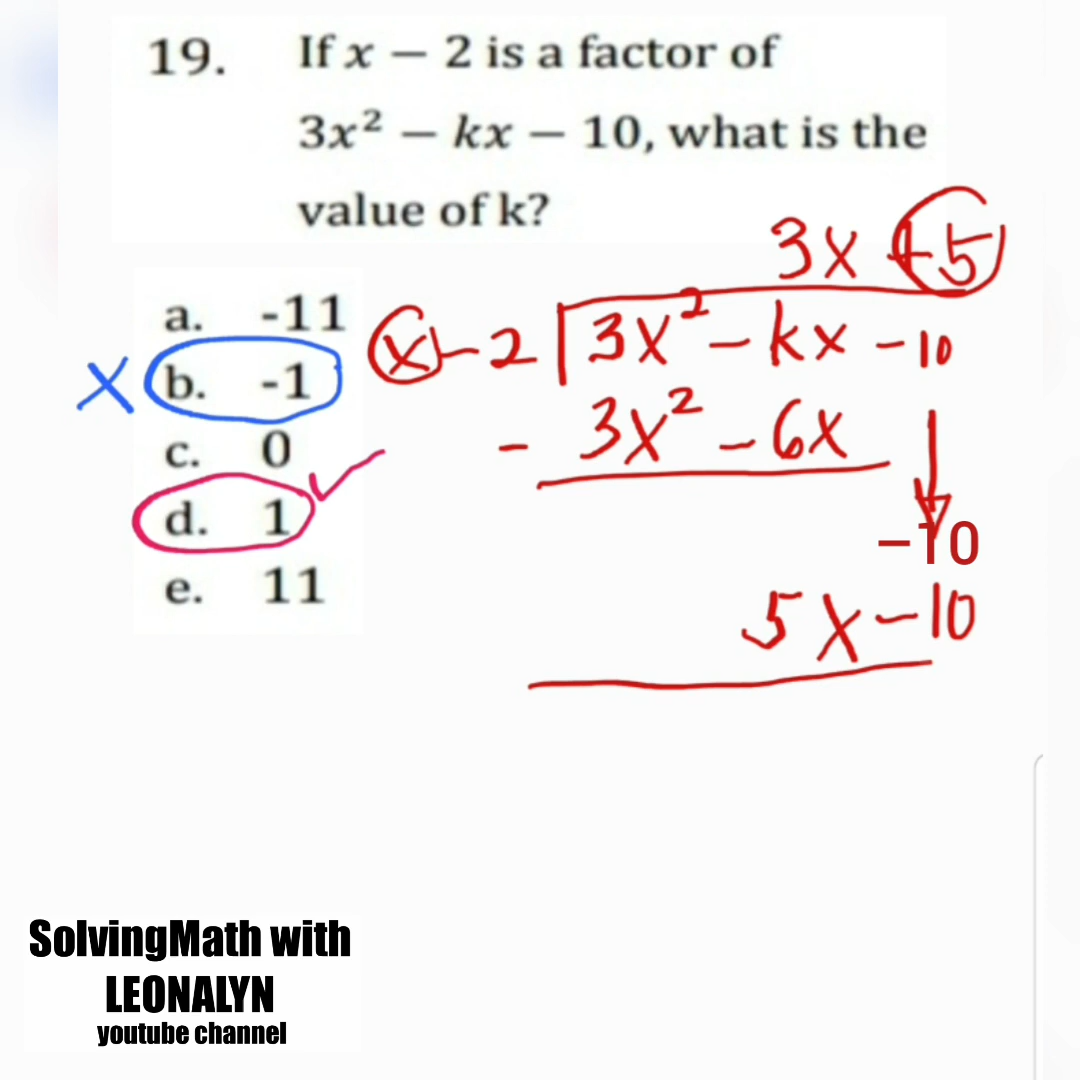 19. If x − 2 is a factor of
3x² − kx − 10, what is the
value of k?
a. -11
X b. -1
c. 0
d. 1 ✓
e. 11
3x +5
x-2 3x² - kx - 10
- 3x² - 6x
-10
5x - 10
SolvingMath with
LEONALYN
youtube channel